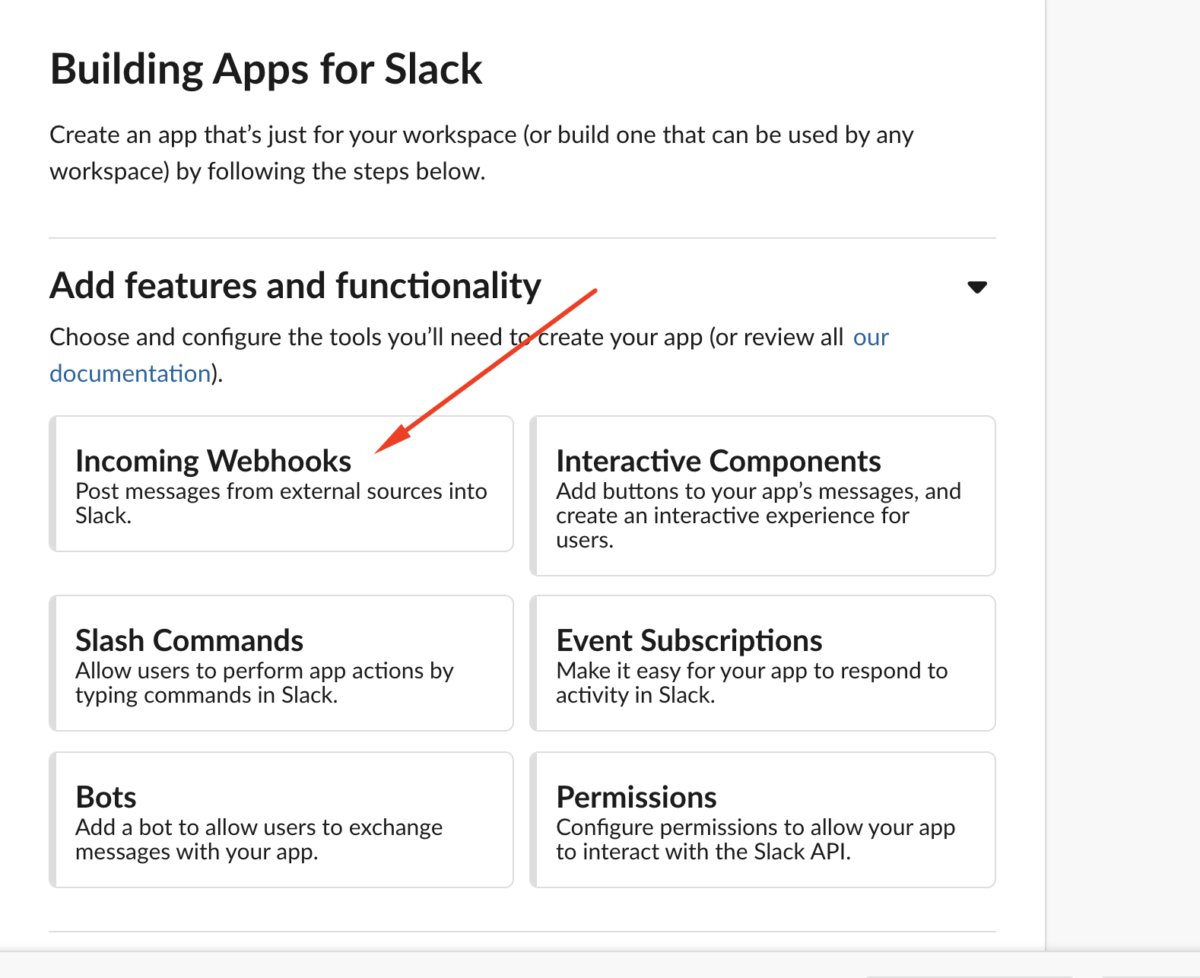 Building Apps for Slack
Create an app that’s just for your workspace (or build one that can be used by any
workspace) by following the steps below.
Add features and functionality
Choose and configure the tools you’ll need to create your app (or review all our
documentation).
Incoming Webhooks
Post messages from external sources into
Slack.
Interactive Components
Add buttons to your app’s messages, and
create an interactive experience for
users.
Slash Commands
Allow users to perform app actions by
typing commands in Slack.
Event Subscriptions
Make it easy for your app to respond to
activity in Slack.
Bots
Add a bot to allow users to exchange
messages with your app.
Permissions
Configure permissions to allow your app
to interact with the Slack API.